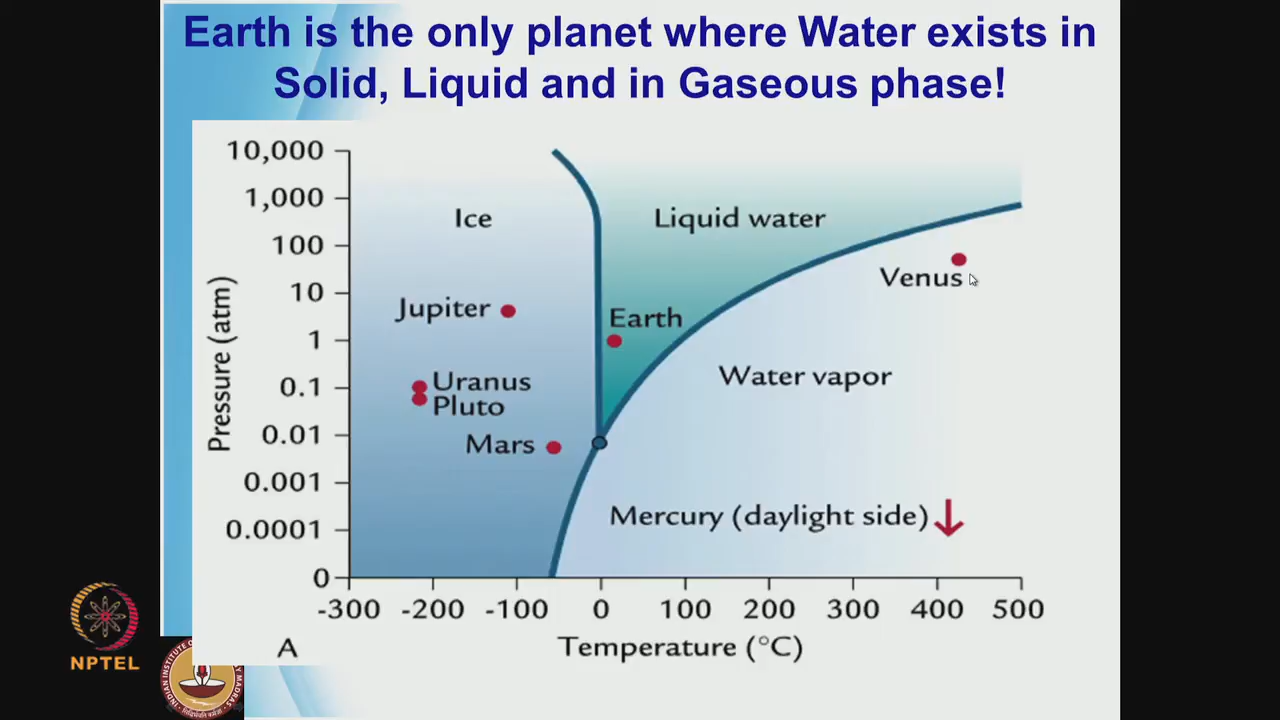 Earth is the only planet where Water exists in
Solid, Liquid and in Gaseous phase!
10,000
1,000
100
10
1
0.1
0.01
0.001
0.0001
0
Pressure (atm)
Ice
Liquid water
Jupiter
Earth
Venus
Uranus
Pluto
Water vapor
Mars
Mercury (daylight side)
-300 -200 -100 0 100 200 300 400 500
A
Temperature (°C)
NPTEL